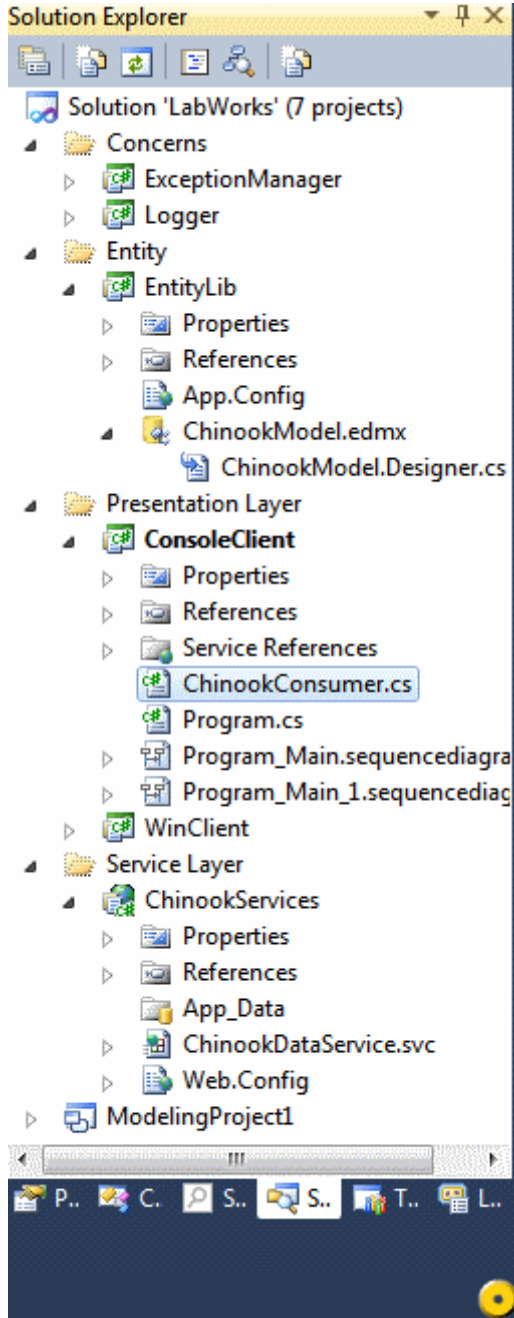 Solution Explorer
Solution 'LabWorks' (7 projects)
Concerns
ExceptionManager
Logger
Entity
EntityLib
Properties
References
App.Config
ChinookModel.edmx
ChinookModel.Designer.cs
Presentation Layer
ConsoleClient
Properties
References
Service References
ChinookConsumer.cs
Program.cs
Program_Main.sequencediagra
Program_Main_1.sequencediag
WinClient
Service Layer
ChinookServices
Properties
References
App_Data
ChinookDataService.svc
Web.Config
ModelingProject1
P.. C. S.. S.. T.. L..